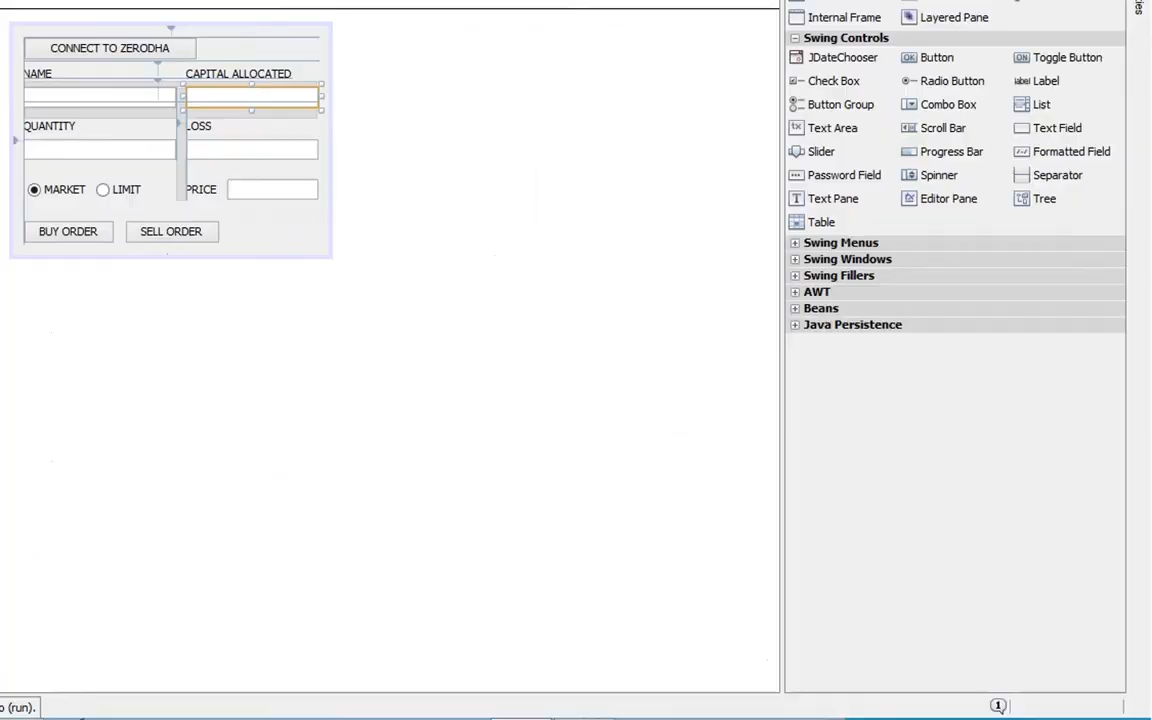 Internal Frame Layered Pane
Swing Controls
JDateChooser Button Toggle Button
Check Box Radio Button Label
Button Group Combo Box List
Text Area Scroll Bar Text Field
Slider Progress Bar Formatted Field
Password Field Spinner Separator
Text Pane Editor Pane Tree
Table
Swing Menus
Swing Windows
Swing Fillers
AWT
Beans
Java Persistence
CONNECT TO ZERODHA
NAME CAPITAL ALLOCATED
QUANTITY LOSS
MARKET LIMIT PRICE
BUY ORDER SELL ORDER
o (run).
1